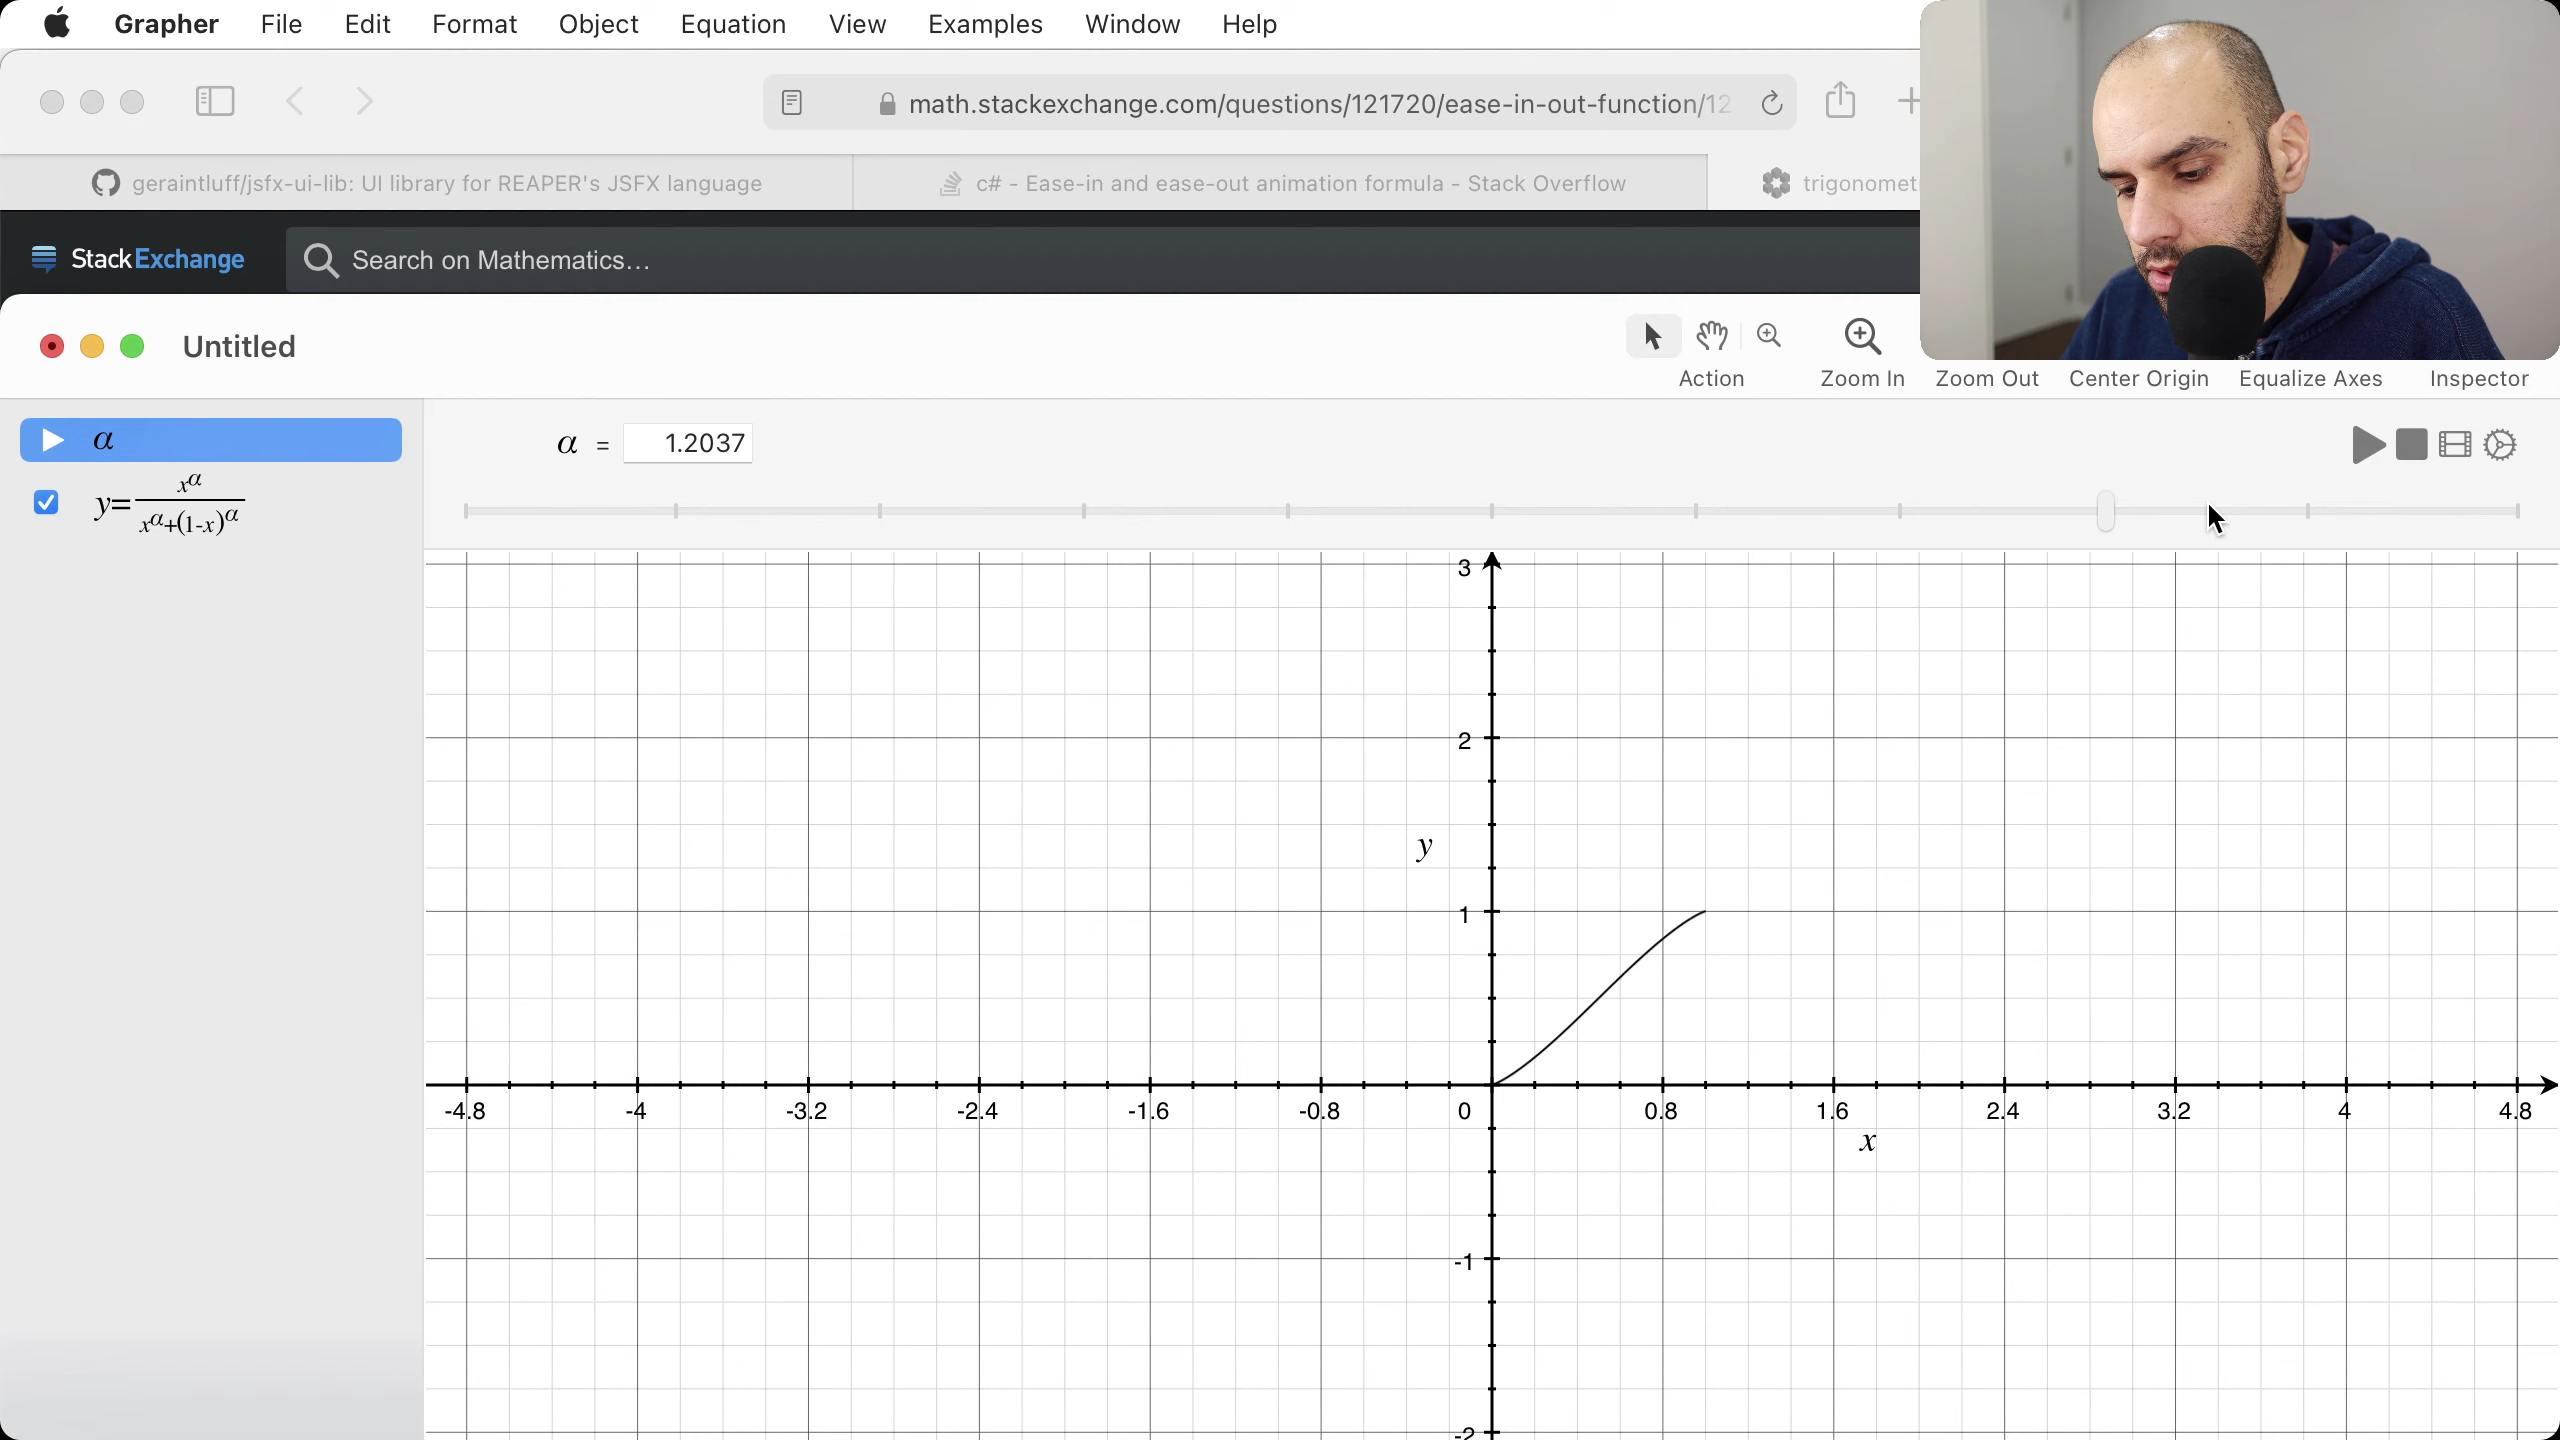 Grapher File Edit Format Object Equation View Examples Window Help
math.stackexchange.com/questions/121720/ease-in-out-function/12
geraintluff/jsfx-ui-lib: UI library for REAPER's JSFX language
c# - Ease-in and ease-out animation formula - Stack Overflow
trigonomet
StackExchange
Search on Mathematics…
Untitled
Action
Zoom In
Zoom Out
Center Origin
Equalize Axes
Inspector
α
α = 1.2037
y=x^α/(x^α+(1-x)^α)
3
2
y
1
-4.8 -4 -3.2 -2.4 -1.6 -0.8 0 0.8 1.6 2.4 3.2 4 4.8
x
-1
-2